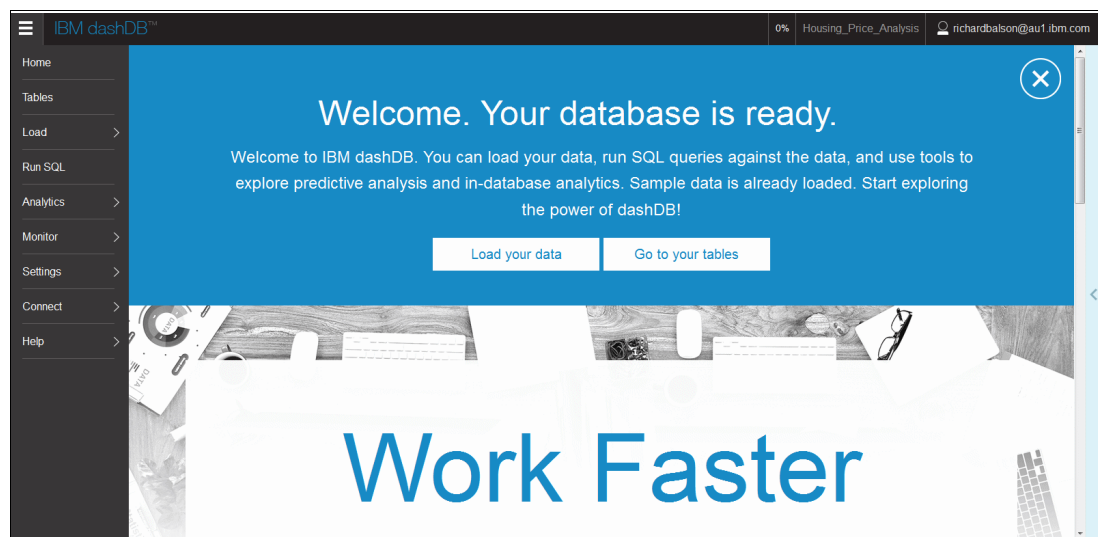 IBM dashDB™
0%
Housing_Price_Analysis
richardbalson@au1.ibm.com
Home
Tables
Load
Run SQL
Analytics
Monitor
Settings
Connect
Help
Welcome. Your database is ready.
Welcome to IBM dashDB. You can load your data, run SQL queries against the data, and use tools to
explore predictive analysis and in-database analytics. Sample data is already loaded. Start exploring
the power of dashDB!
Load your data
Go to your tables
DATA
DATA
Work Faster